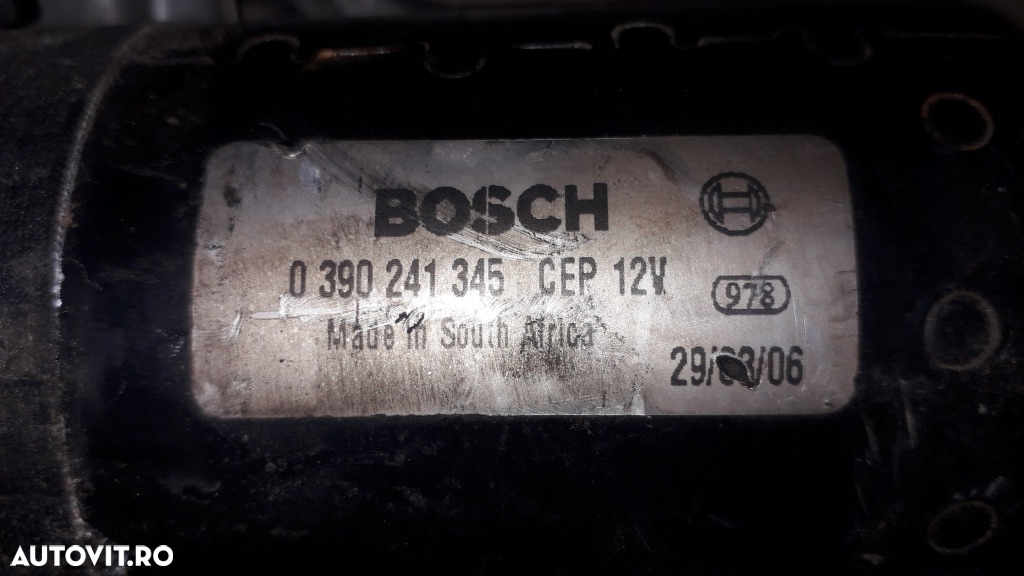 BOSCH
0 390 241 345 CEP 12V
978
Made in South Africa
AUTOVIT.RO